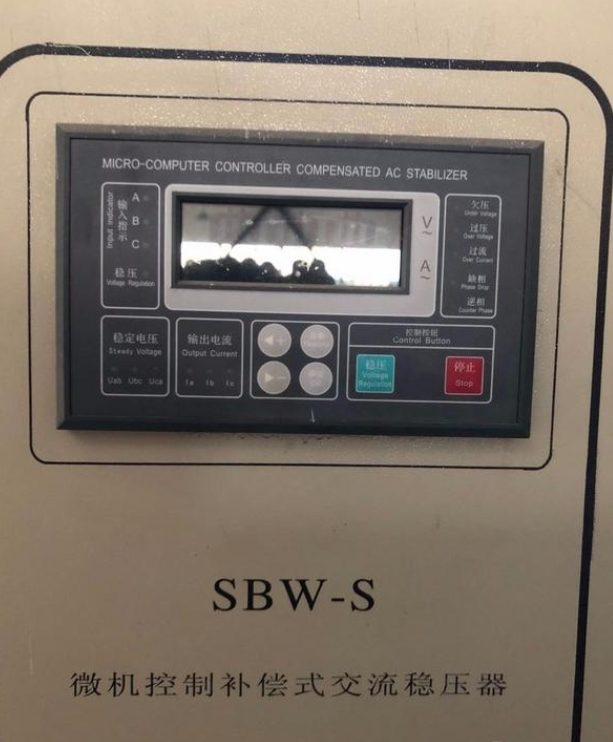 MICRO-COMPUTER CONTROLLER COMPENSATED AC STABILIZER
Input Indicator
输入指示
A
B
C
稳压
Voltage Regulation
V
~
A
~
欠压
Under Voltage
过压
Over Voltage
过流
Over Current
缺相
Phase Drop
逆相
Counter Phase
稳定电压
Steady Voltage
Uab Ubc Uca
输出电流
Output Current
Ia Ib Ic
◀+
▶−
控制按钮
Control Button
稳压
Voltage
Regulation
停止
Stop
SBW-S
微机控制补偿式交流稳压器